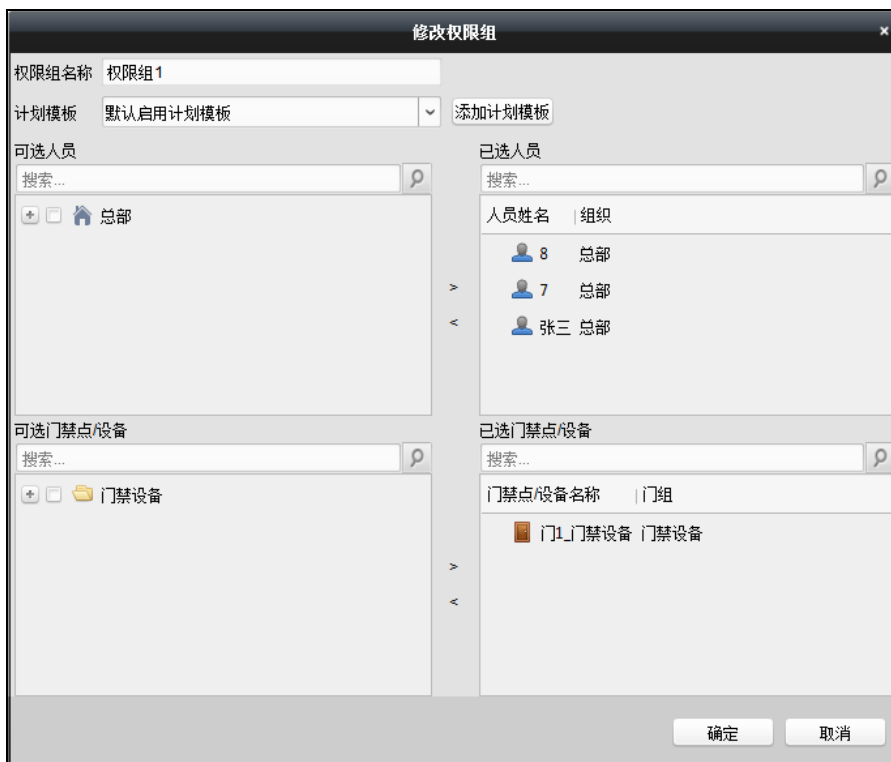 修改权限组
权限组名称 权限组1
计划模板 默认启用计划模板 添加计划模板
可选人员 已选人员
搜索... 搜索...
总部 人员姓名 组织
8 总部
7 总部
> 
<
张三 总部
可选门禁点/设备 已选门禁点/设备
搜索... 搜索...
门禁设备 门禁点/设备名称 门组
门1_门禁设备 门禁设备
>
<
确定 取消